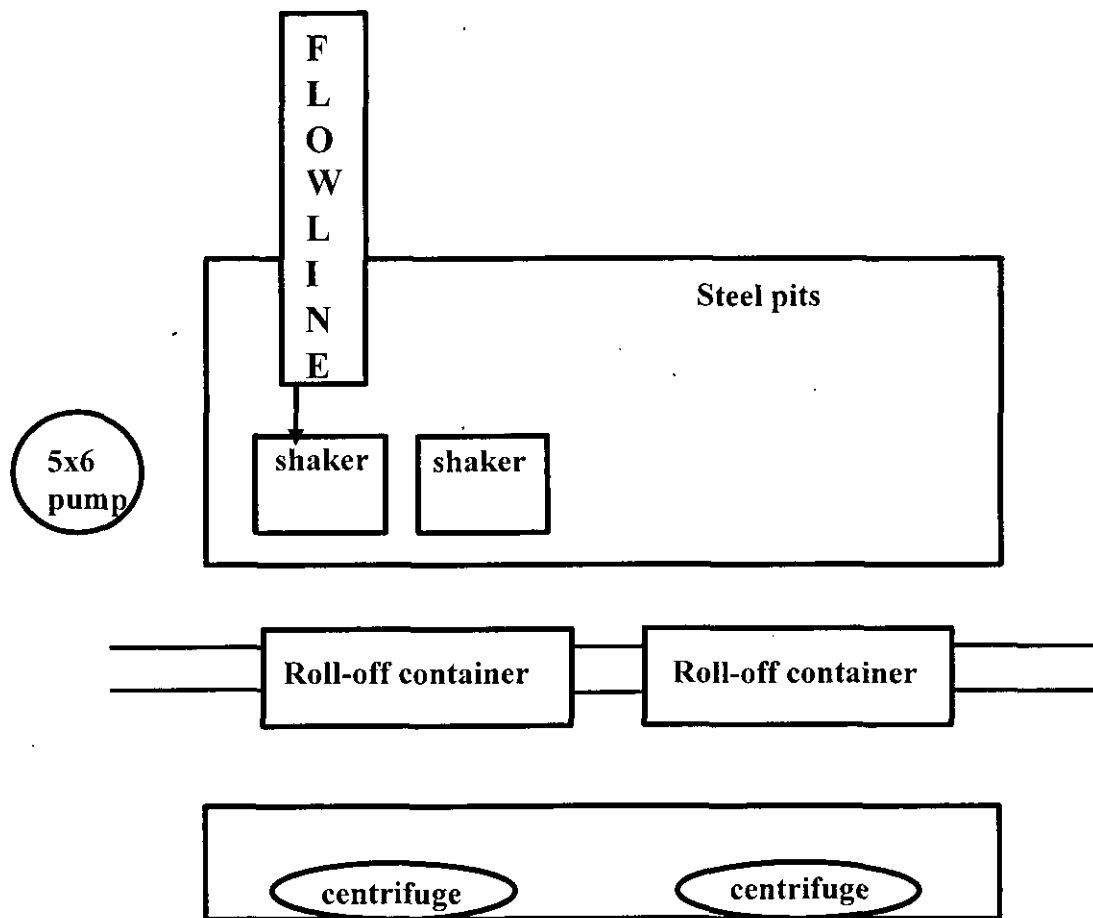 F
L
O
W
L
I
N
E
Steel pits
5x6
pump
shaker
shaker
Roll-off container
Roll-off container
centrifuge
centrifuge